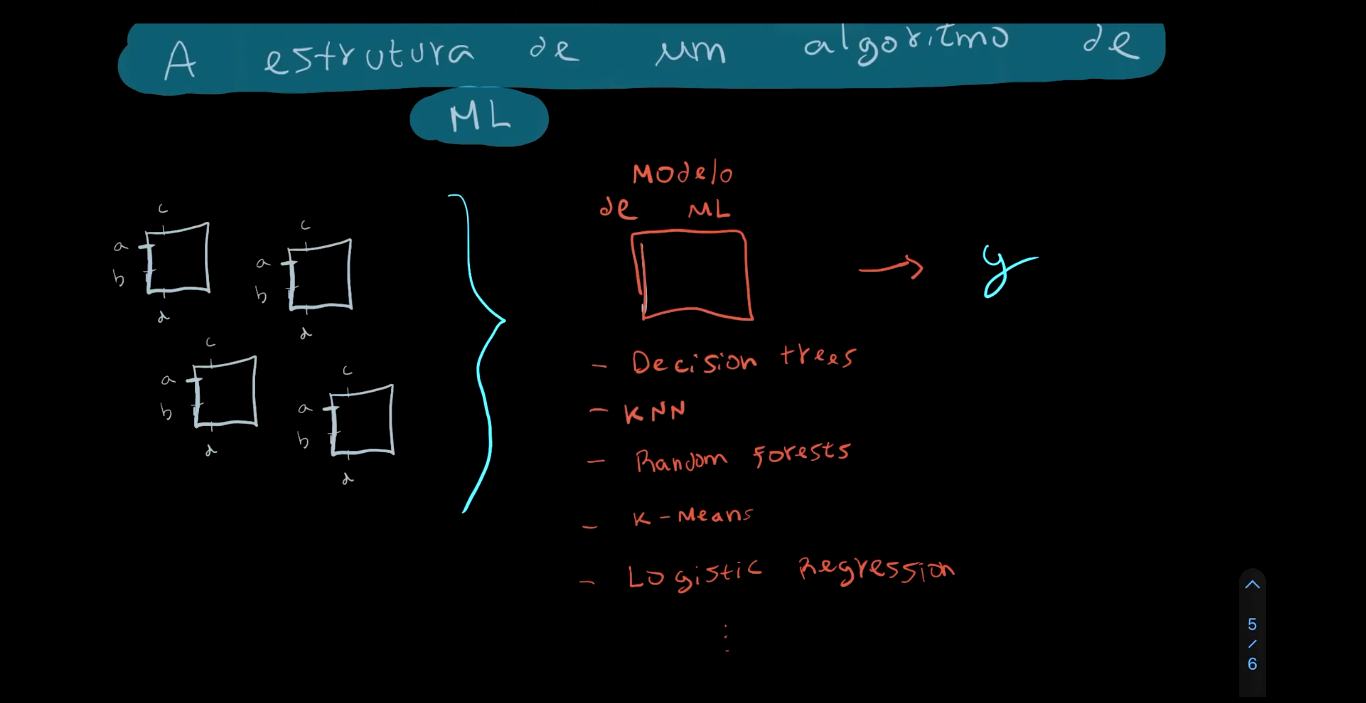 A estrutura de um algoritmo de
ML
c
a
b
d
c
a
b
d
c
a
b
d
c
a
b
d
Modelo
de ML
y
- Decision trees
- KNN
- Random forests
- K-Means
- Logistic Regression
⋮
5
/
6